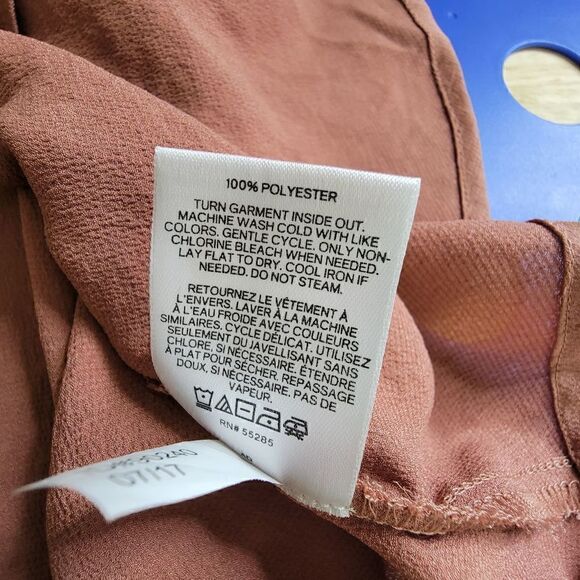 100% POLYESTER
TURN GARMENT INSIDE OUT.
MACHINE WASH COLD WITH LIKE
COLORS. GENTLE CYCLE. ONLY NON-
CHLORINE BLEACH WHEN NEEDED.
LAY FLAT TO DRY. COOL IRON IF
NEEDED. DO NOT STEAM.
RETOURNEZ LE VÊTEMENT À
L'ENVERS. LAVER À LA MACHINE
À L'EAU FROIDE AVEC COULEURS
SIMILAIRES, CYCLE DÉLICAT. UTILISEZ
SEULEMENT DU JAVELLISANT SANS
CHLORE, SI NÉCESSAIRE. ÉTENDRE
À PLAT POUR SÉCHER. REPASSAGE
DOUX, SI NÉCESSAIRE. PAS DE
VAPEUR.
RN# 55285
07/17